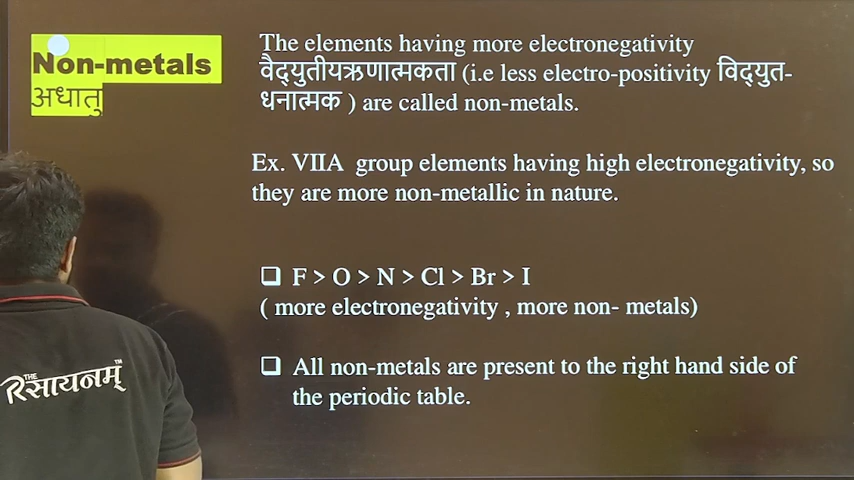 Non-metals
अधातु
The elements having more electronegativity
वैद्युतीयऋणात्मकता (i.e less electro-positivity विद्युत-
धनात्मक ) are called non-metals.
Ex. VIIA group elements having high electronegativity, so
they are more non-metallic in nature.
❑ F > O > N > Cl > Br > I
( more electronegativity , more non- metals)
❑ All non-metals are present to the right hand side of
the periodic table.
THE
रसायनम् ™